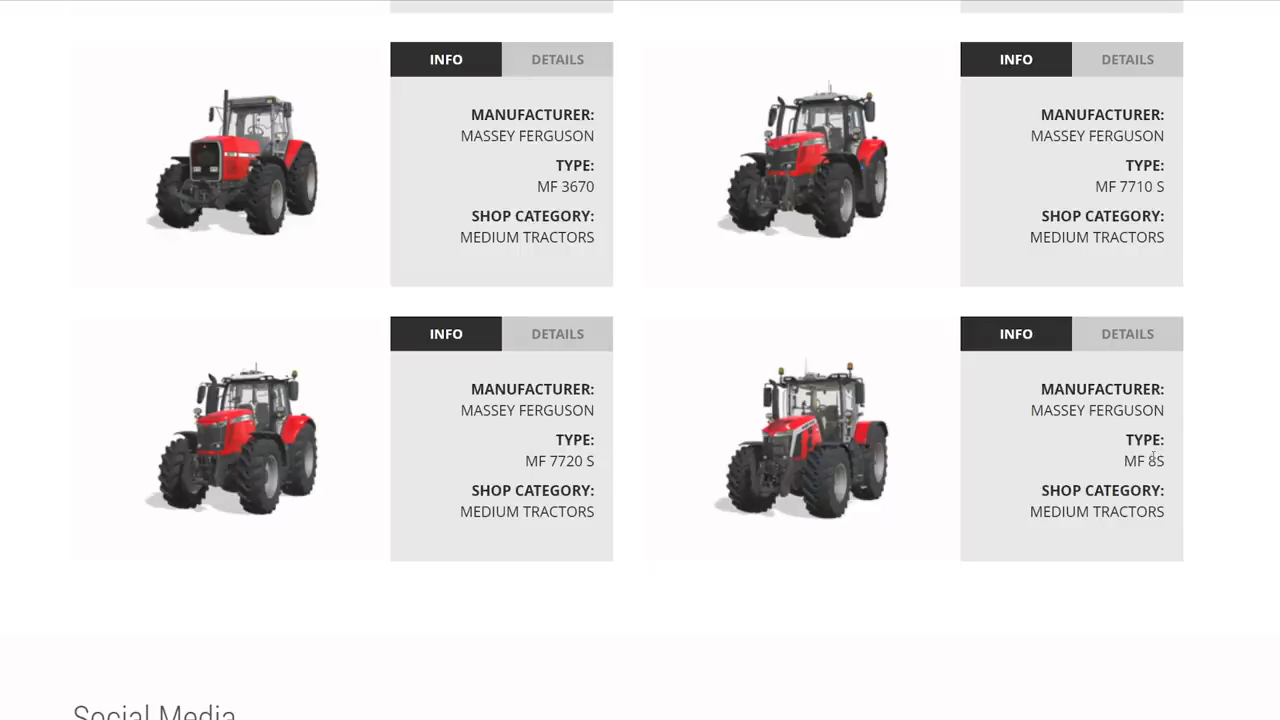 INFO DETAILS
MANUFACTURER:
MASSEY FERGUSON
TYPE:
MF 3670
SHOP CATEGORY:
MEDIUM TRACTORS
INFO DETAILS
MANUFACTURER:
MASSEY FERGUSON
TYPE:
MF 7710 S
SHOP CATEGORY:
MEDIUM TRACTORS
INFO DETAILS
MANUFACTURER:
MASSEY FERGUSON
TYPE:
MF 7720 S
SHOP CATEGORY:
MEDIUM TRACTORS
INFO DETAILS
MANUFACTURER:
MASSEY FERGUSON
TYPE:
MF 8S
SHOP CATEGORY:
MEDIUM TRACTORS
Social Media